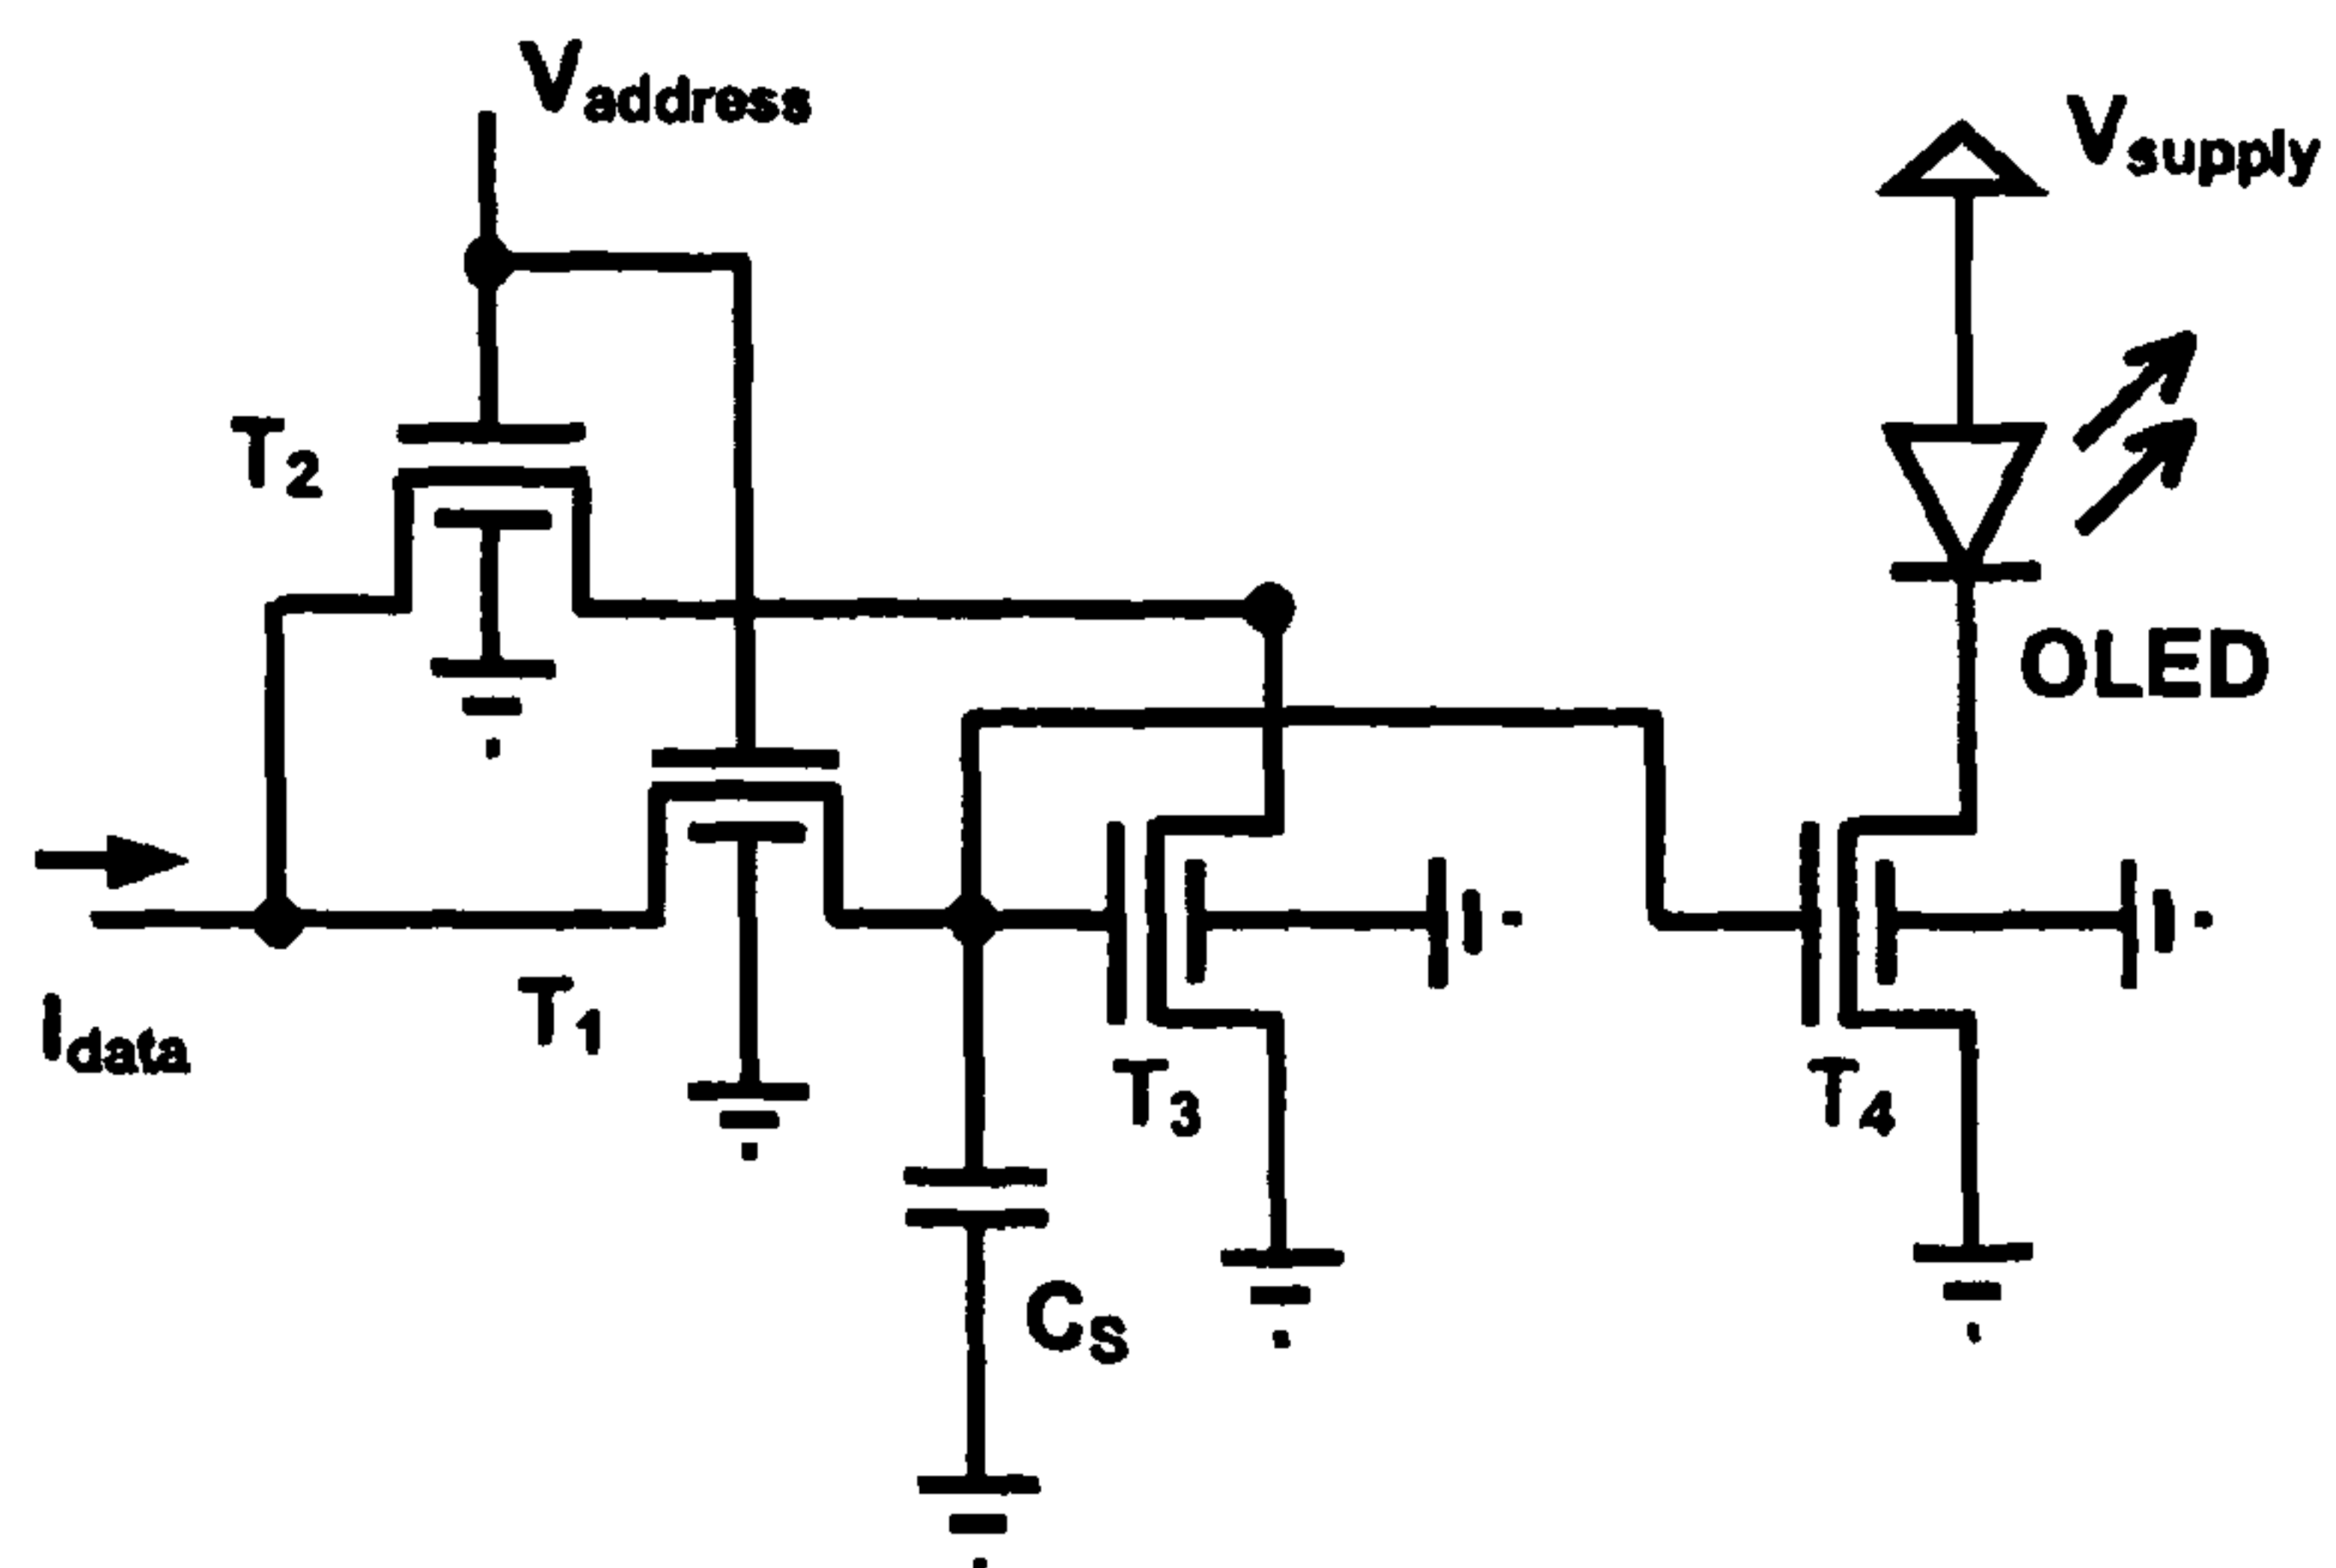 Vaddress
Vsupply
T2
OLED
Idata
T1
T3
T4
CS